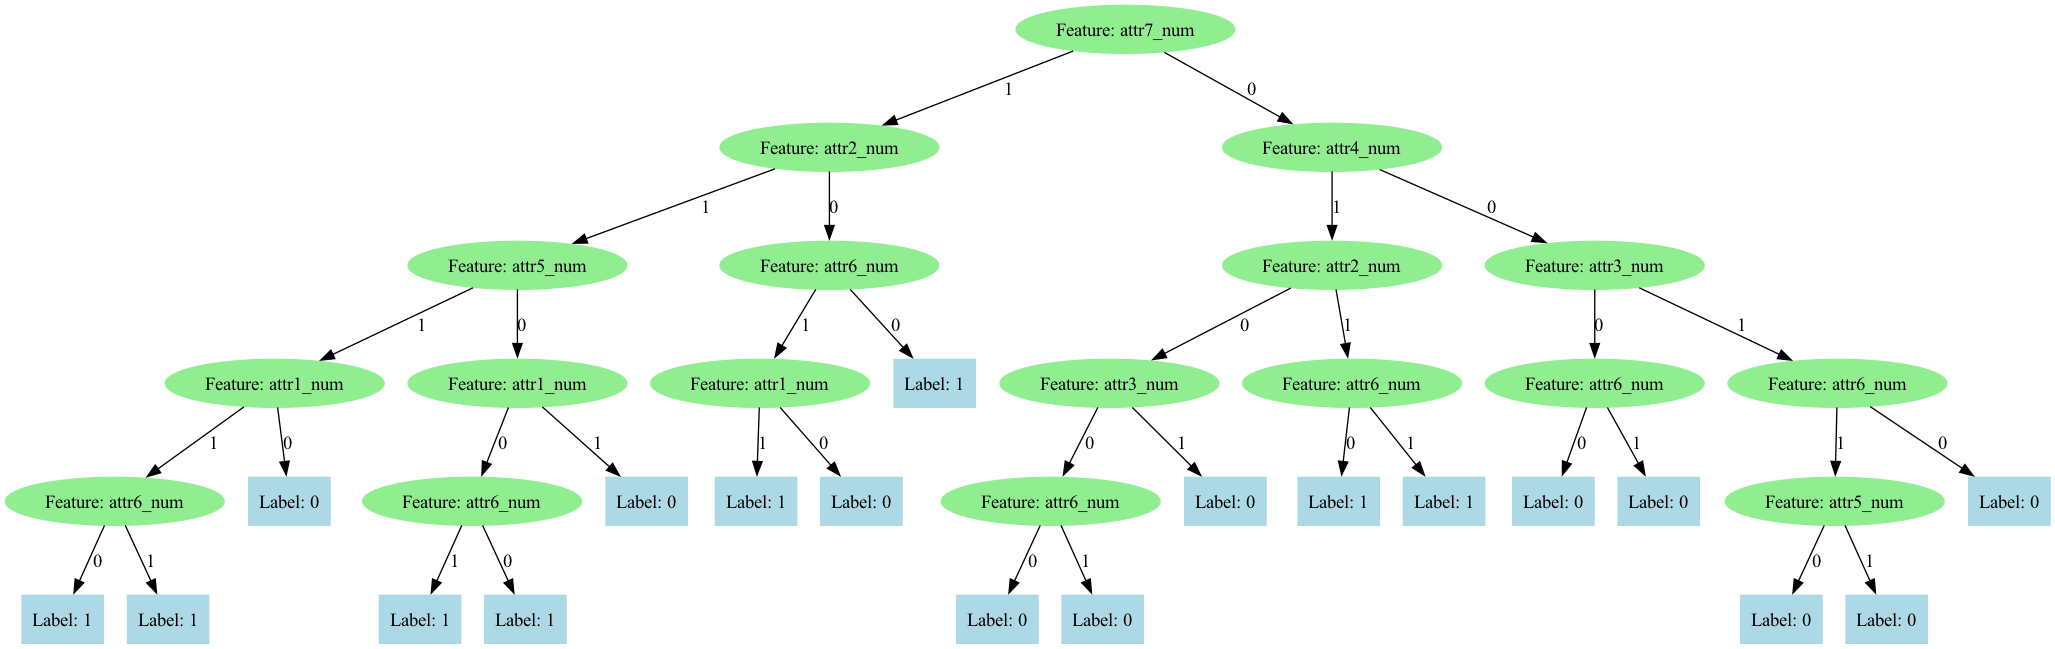 Feature: attr7_num
1
0
Feature: attr2_num
Feature: attr4_num
1
0
1
0
Feature: attr5_num
Feature: attr6_num
Feature: attr2_num
Feature: attr3_num
1
0
1
0
0
1
0
1
Feature: attr1_num
Feature: attr1_num
Feature: attr1_num
Label: 1
Feature: attr3_num
Feature: attr6_num
Feature: attr6_num
Feature: attr6_num
1
0
0
1
1
0
0
1
0
1
0
1
1
0
Feature: attr6_num
Label: 0
Feature: attr6_num
Label: 0
Label: 1
Label: 0
Feature: attr6_num
Label: 0
Label: 1
Label: 1
Label: 0
Label: 0
Feature: attr5_num
Label: 0
0
1
1
0
0
1
0
1
Label: 1
Label: 1
Label: 1
Label: 1
Label: 0
Label: 0
Label: 0
Label: 0